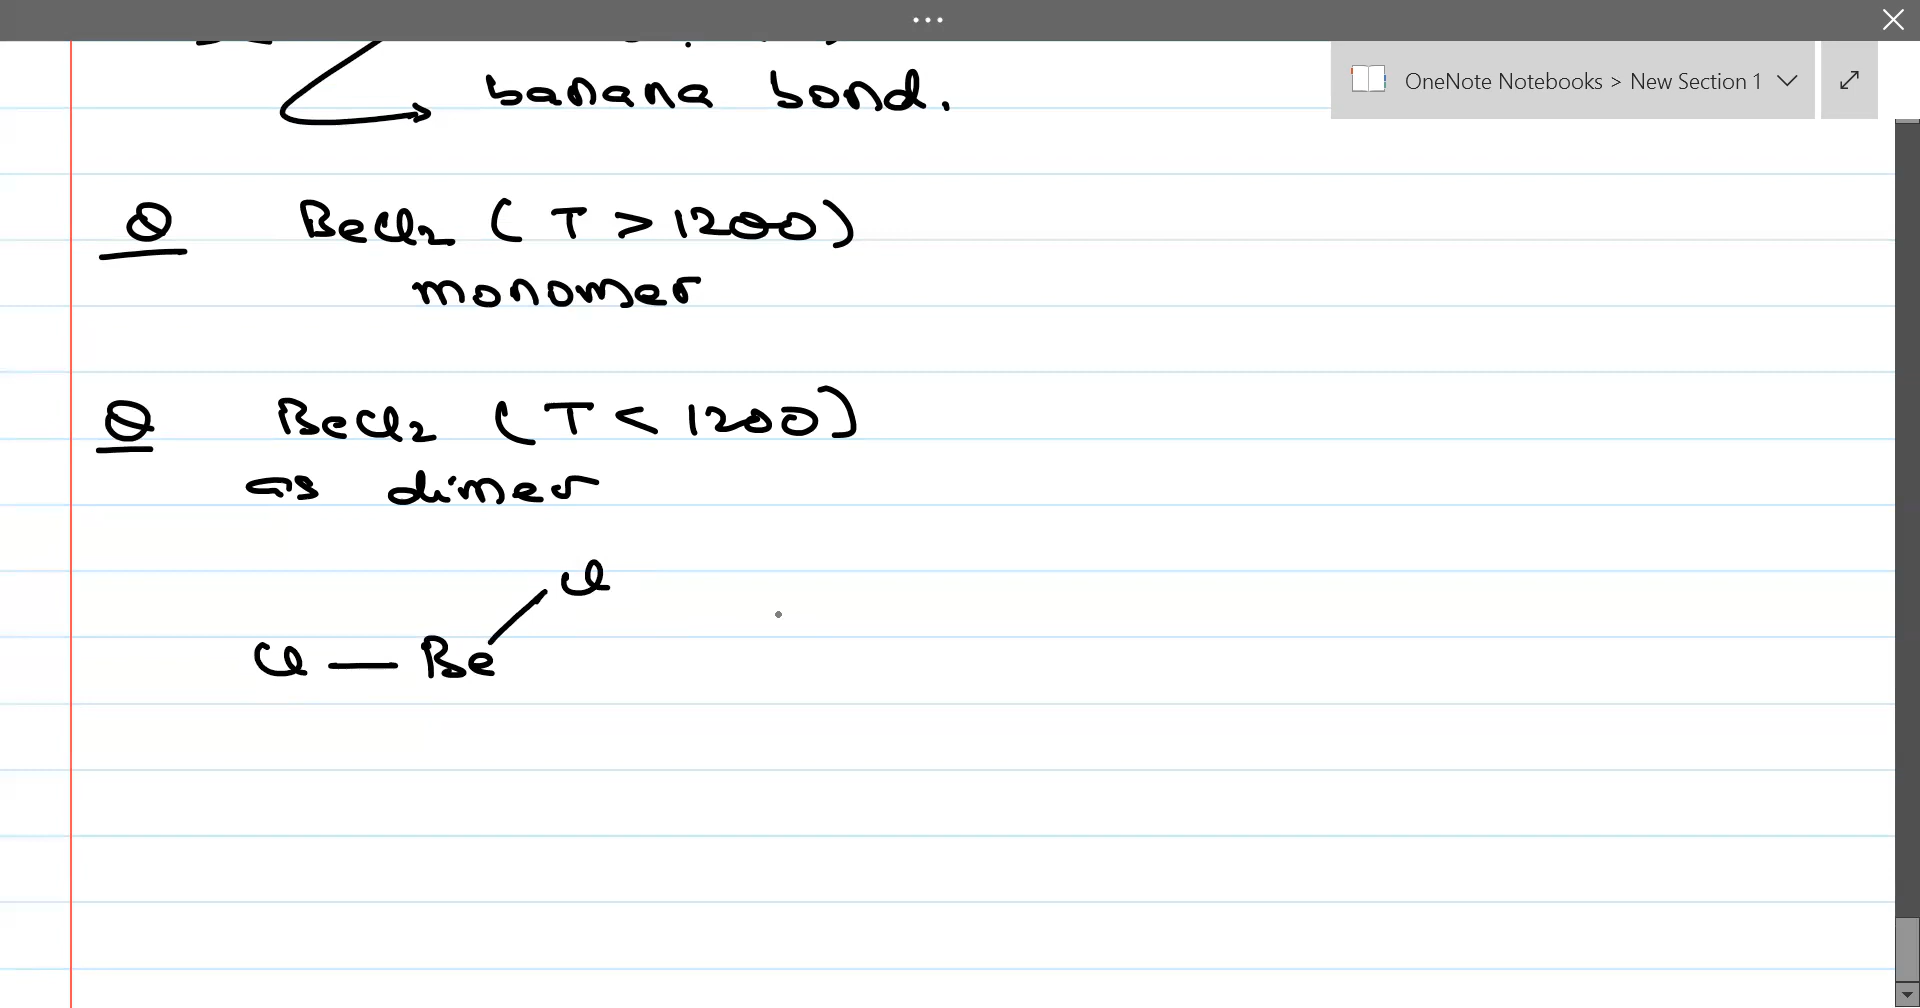 ...
OneNote Notebooks > New Section 1
banana bond.
Q BeCl₂ (T > 1200)
monomer
Q BeCl₂ (T < 1200)
as dimer
Cl
Cl — Be